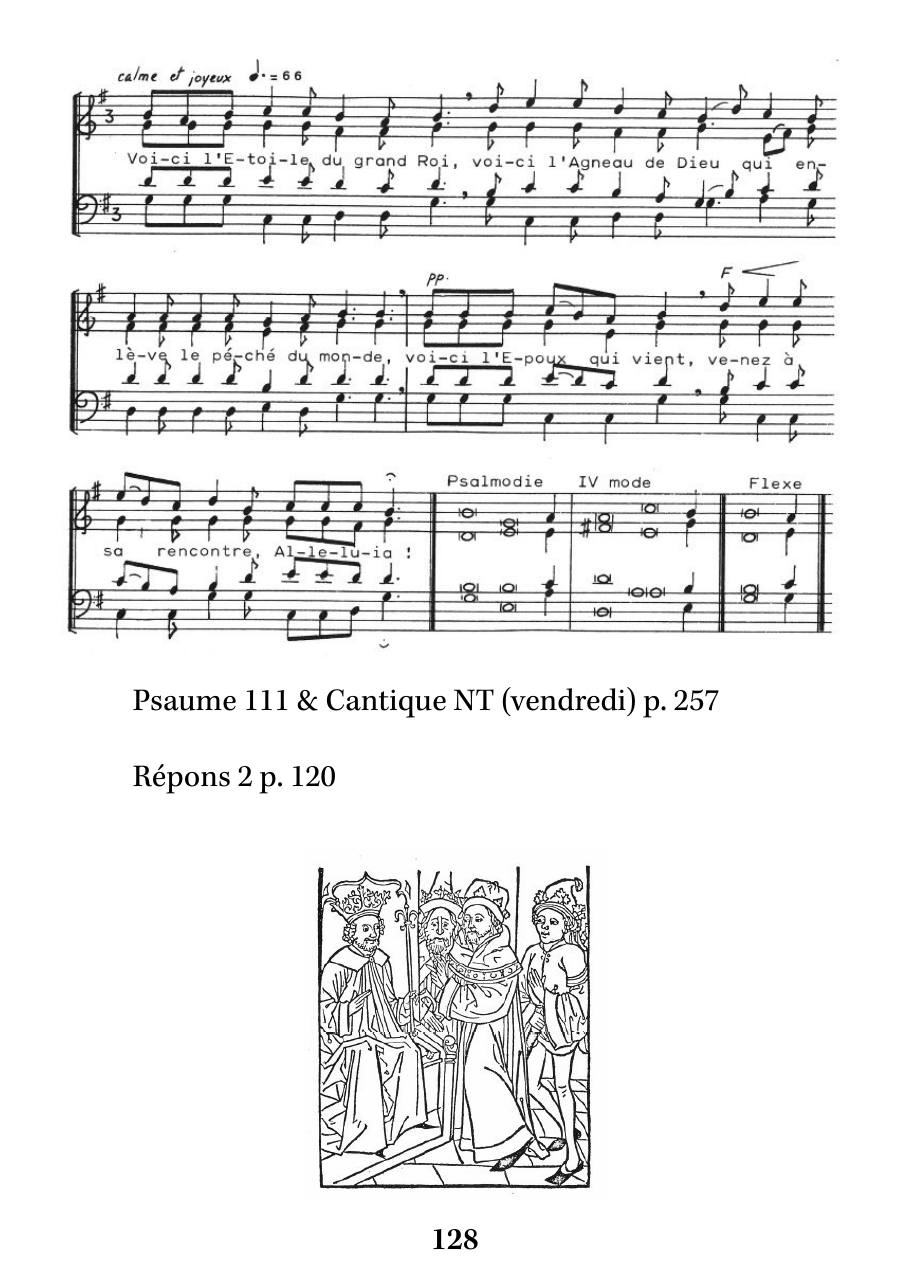 calme et joyeux ♩. = 66
3
Voi-ci l'E-toi-le du grand Roi, voi-ci l'Agneau de Dieu qui en-
3
pp. F
lè-ve le pé-ché du mon-de, voi-ci l'E-poux qui vient, ve-nez à
Psalmodie IV mode Flexe
sa rencontre, Al-le-lu-ia !
Psaume 111 & Cantique NT (vendredi) p. 257
Répons 2 p. 120
128